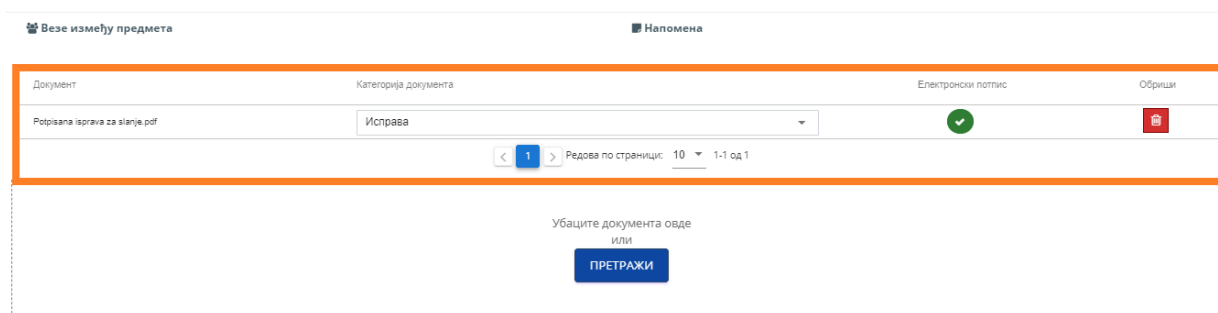 Везе између предмета Напомена
Документ Категорија документа Електронски потпис Обриши
Potpisana isprava za slanje.pdf Исправа
1 Редова по страници: 10 1-1 од 1
Убаците документа овде
или
ПРЕТРАЖИ